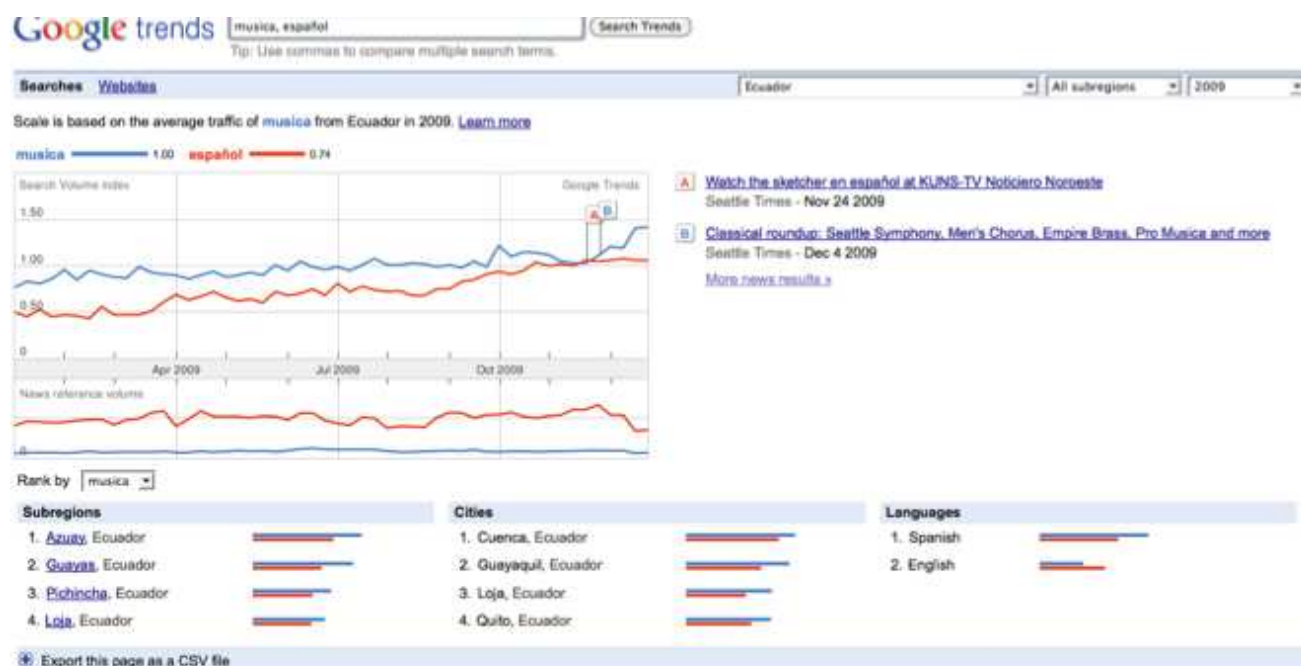 Google trends
musica, español
Search Trends
Tip: Use commas to compare multiple search terms.
Searches Websites
Ecuador
All subregions
2009
Scale is based on the average traffic of musica from Ecuador in 2009. Learn more
musica 1.00 español 0.74
Search Volume index
Google Trends
1.50
1.00
0.50
0
A
B
Apr 2009
Jul 2009
Oct 2009
News reference volume
0
A Watch the sketcher en español at KUNS-TV Noticiero Noroeste
Seattle Times - Nov 24 2009
B Classical roundup: Seattle Symphony, Men's Chorus, Empire Brass, Pro Musica and more
Seattle Times - Dec 4 2009
More news results »
Rank by musica
Subregions
1. Azuay, Ecuador
2. Guayas, Ecuador
3. Pichincha, Ecuador
4. Loja, Ecuador
Cities
1. Cuenca, Ecuador
2. Guayaquil, Ecuador
3. Loja, Ecuador
4. Quito, Ecuador
Languages
1. Spanish
2. English
Export this page as a CSV file